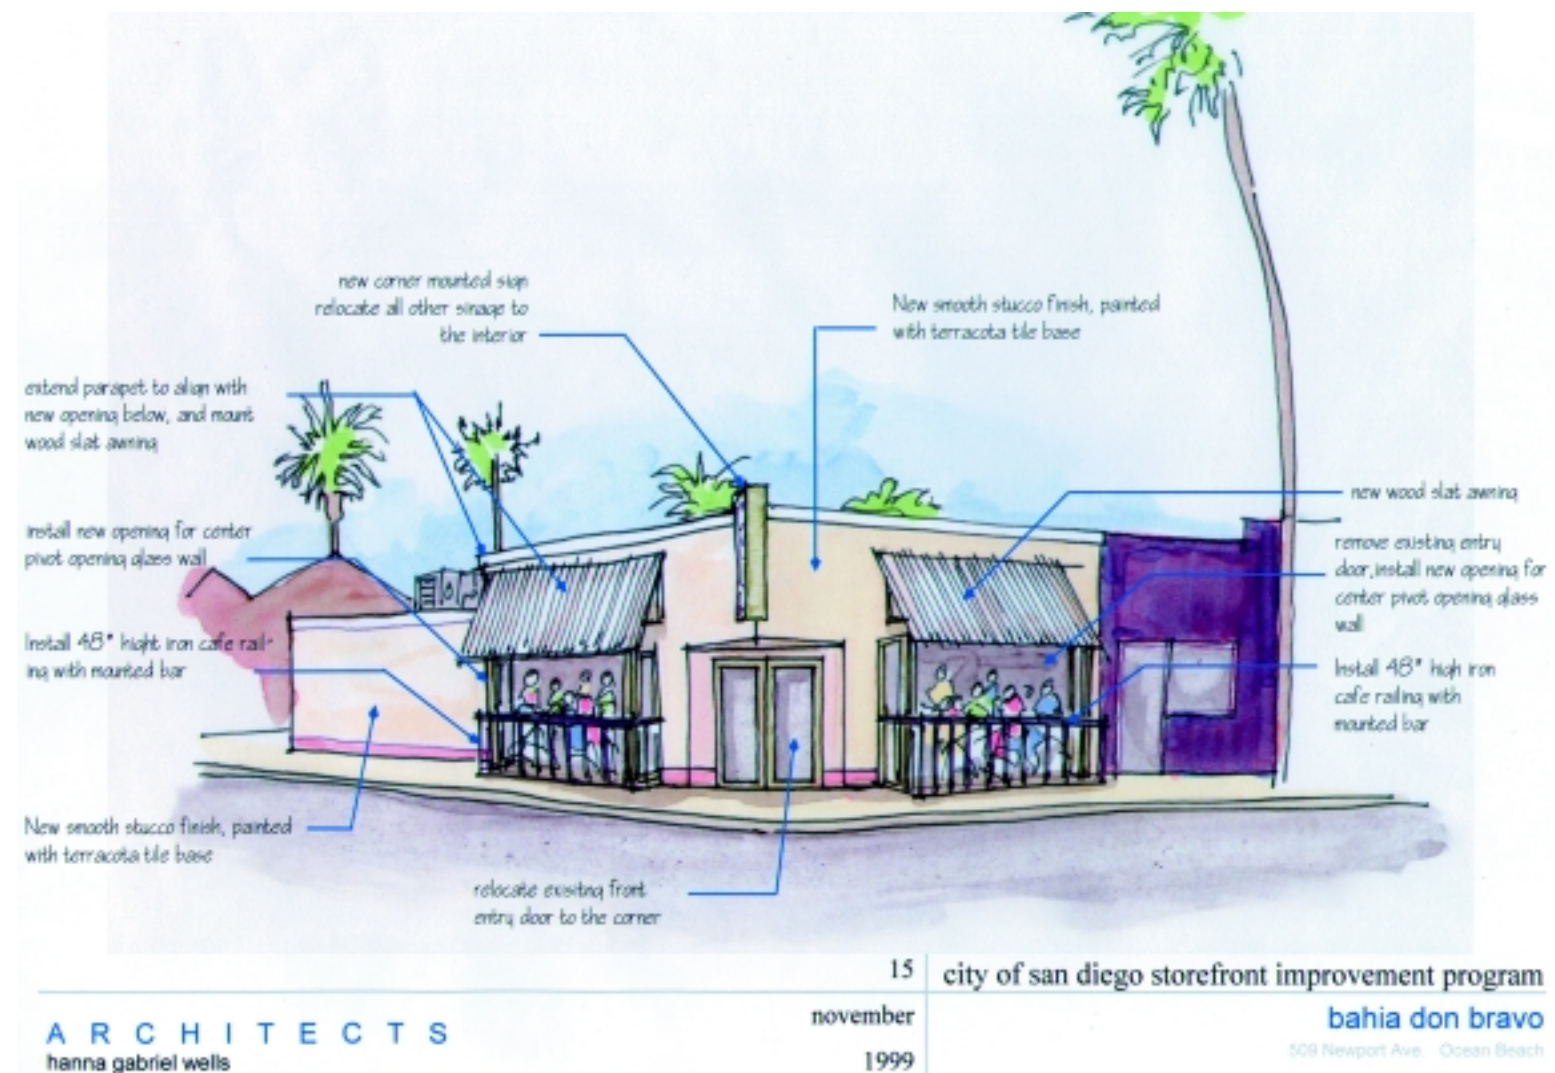 new corner mounted sign
relocate all other sinage to
the interior
New smooth stucco finish, painted
with terracota tile base
extend parapet to align with
new opening below, and mount
wood slat awning
new wood slat awning
install new opening for center
pivot opening glass wall
remove existing entry
door,install new opening for
center pivot opening glass
wall
Install 48" hight iron cafe rail-
ing with mounted bar
Install 48" high iron
cafe railing with
mounted bar
New smooth stucco finish, painted
with terracota tile base
relocate exisitng front
entry door to the corner
15
november
1999
city of san diego storefront improvement program
bahia don bravo
509 Newport Ave. Ocean Beach
ARCHITECTS
hanna gabriel wells